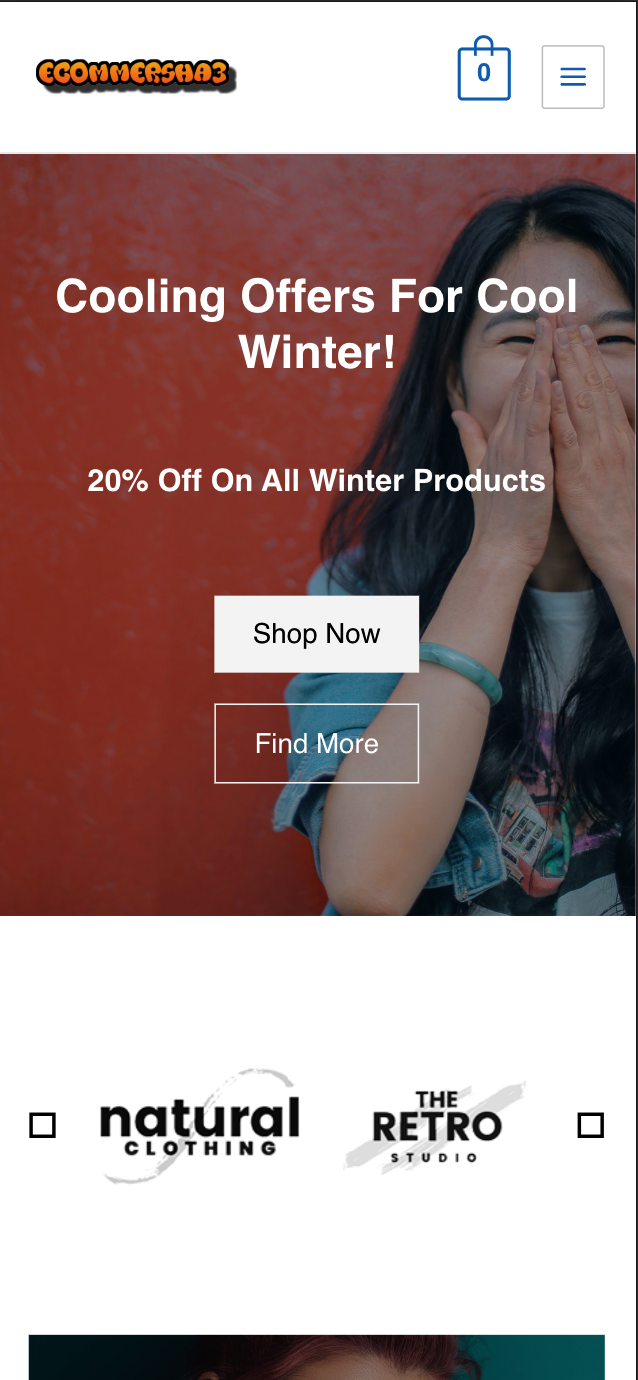 ECOMMERSHA3
0
Cooling Offers For Cool
Winter!
20% Off On All Winter Products
Shop Now
Find More
natural
CLOTHING
THE
RETRO
STUDIO